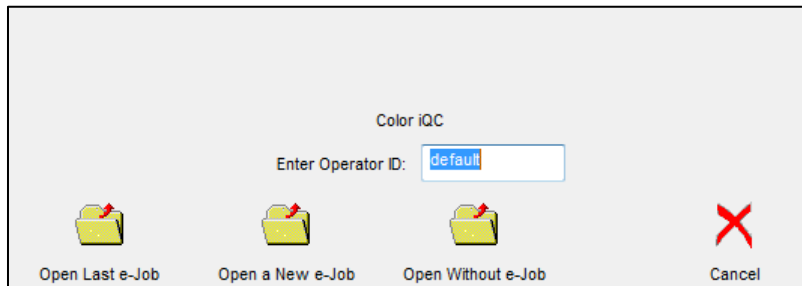 Color iQC
Enter Operator ID: default
Open Last e-Job Open a New e-Job Open Without e-Job Cancel